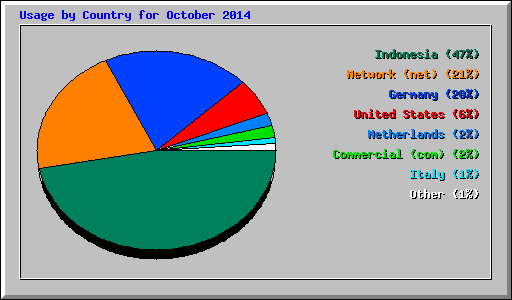 Usage by Country for October 2014
Indonesia (47%)
Network (net) (21%)
Germany (20%)
United States (6%)
Netherlands (2%)
Commercial (com) (2%)
Italy (1%)
Other (1%)